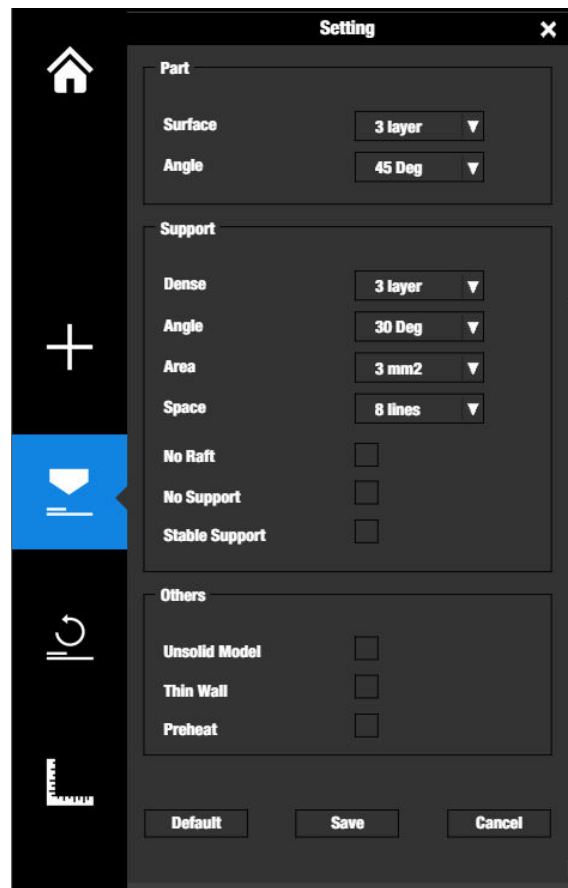 Setting
Part
Surface 3 layer
Angle 45 Deg
Support
Dense 3 layer
Angle 30 Deg
Area 3 mm2
Space 8 lines
No Raft
No Support
Stable Support
Others
Unsolid Model
Thin Wall
Preheat
Default Save Cancel